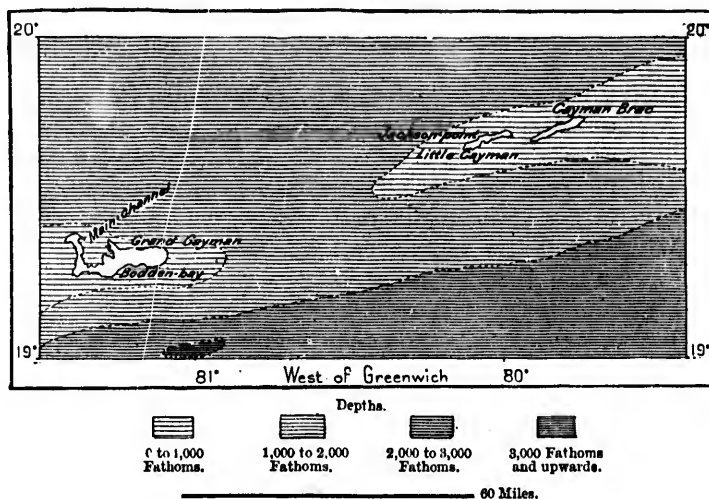 20° 20°
Cayman Brac
Jackson point
Little Cayman
Main channel
Grand Cayman
Bodden-bay
19° 19°
81° West of Greenwich 80°
Depths.
0 to 1,000 1,000 to 2,000 2,000 to 3,000 3,000 Fathoms
Fathoms. Fathoms. Fathoms. and upwards.
60 Miles.